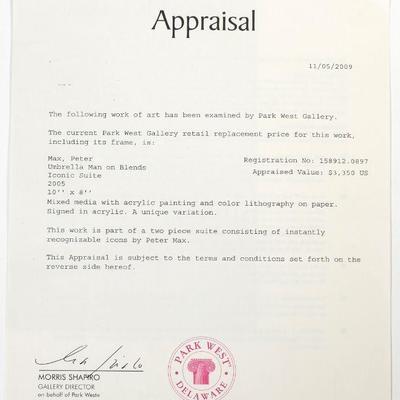 Appraisal
11/05/2009
The following work of art has been examined by Park West Gallery.
The current Park West Gallery retail replacement price for this work,
including its frame, is:
Max, Peter
Registration No: 158912.0897
Umbrella Man on Blends
Appraised Value: $3,350 US
Iconic Suite
2005
10'' x 8''
Mixed media with acrylic painting and color lithography on paper.
Signed in acrylic. A unique variation.
This work is part of a two piece suite consisting of instantly
recognizable icons by Peter Max.
This Appraisal is subject to the terms and conditions set forth on the
reverse side hereof.
MORRIS SHAPIRO
GALLERY DIRECTOR
on behalf of Park West
PARK WEST
DELAWARE